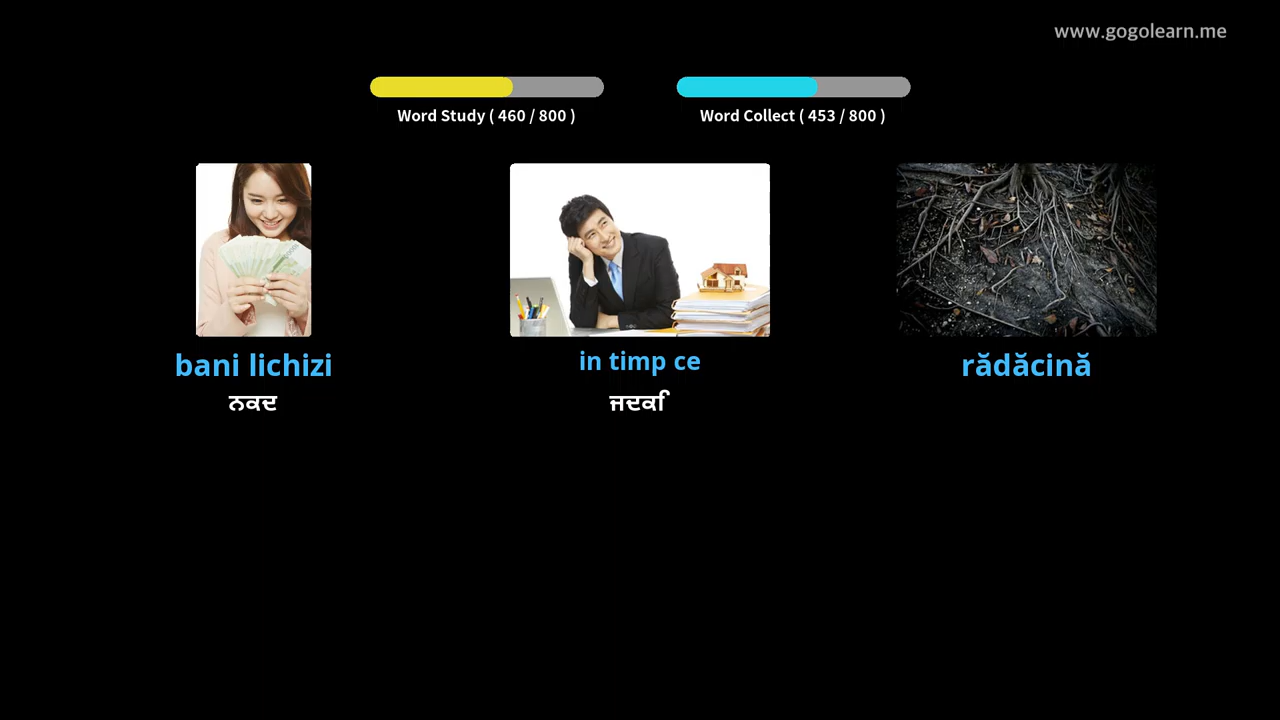 www.gogolearn.me
Word Study ( 460 / 800 )
Word Collect ( 453 / 800 )
bani lichizi
in timp ce
rădăcină
ਨਕਦ
ਜਦਕਿ